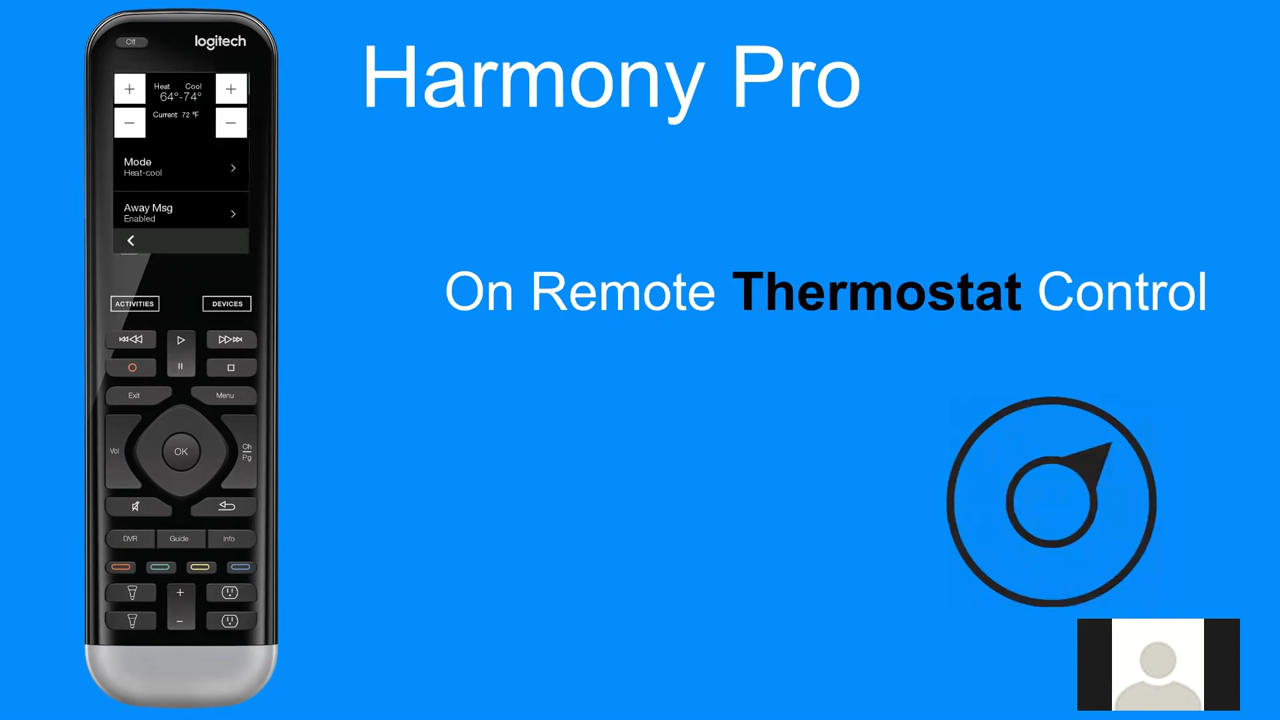 Harmony Pro
On Remote Thermostat Control
Off
logitech
+ Heat Cool +
64°-74°
− Current 72 °F −
Mode
Heat-cool
Away Msg
Enabled
ACTIVITIES DEVICES
Exit Menu
Vol OK Ch
Pg
DVR Guide Info
+
−